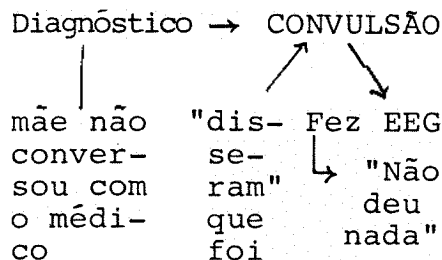 Diagnóstico → CONVULSÃO
mãe não "dis- Fez EEG
conver- se- ↳ "Não
sou com ram" deu
o médi- que nada"
co foi